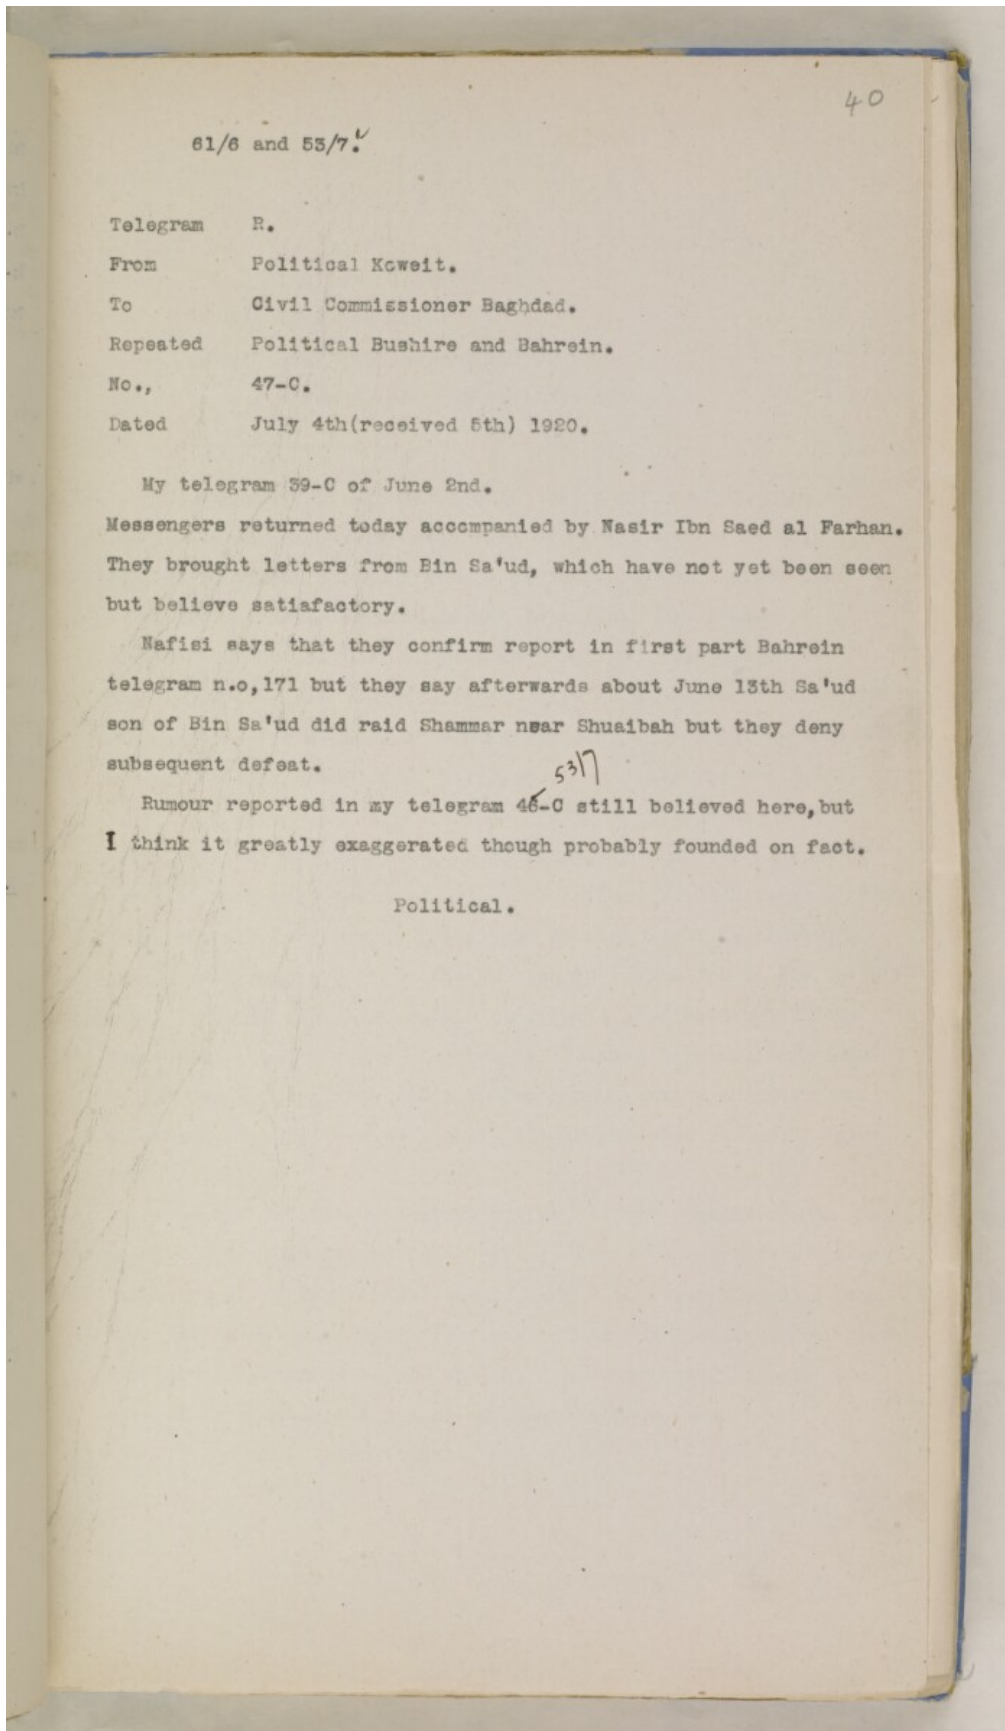 40
61/6 and 53/7.
Telegram R.
From Political Koweit.
To Civil Commissioner Baghdad.
Repeated Political Bushire and Bahrein.
No., 47-C.
Dated July 4th(received 5th) 1920.
My telegram 39-C of June 2nd.
Messengers returned today accompanied by Nasir Ibn Saed al Farhan.
They brought letters from Bin Sa'ud, which have not yet been seen
but believe satiafactory.
Nafisi says that they confirm report in first part Bahrein
telegram n.o,171 but they say afterwards about June 13th Sa'ud
son of Bin Sa'ud did raid Shammar near Shuaibah but they deny
subsequent defeat.
53/7
Rumour reported in my telegram 46-C still believed here,but
I think it greatly exaggerated though probably founded on fact.
Political.